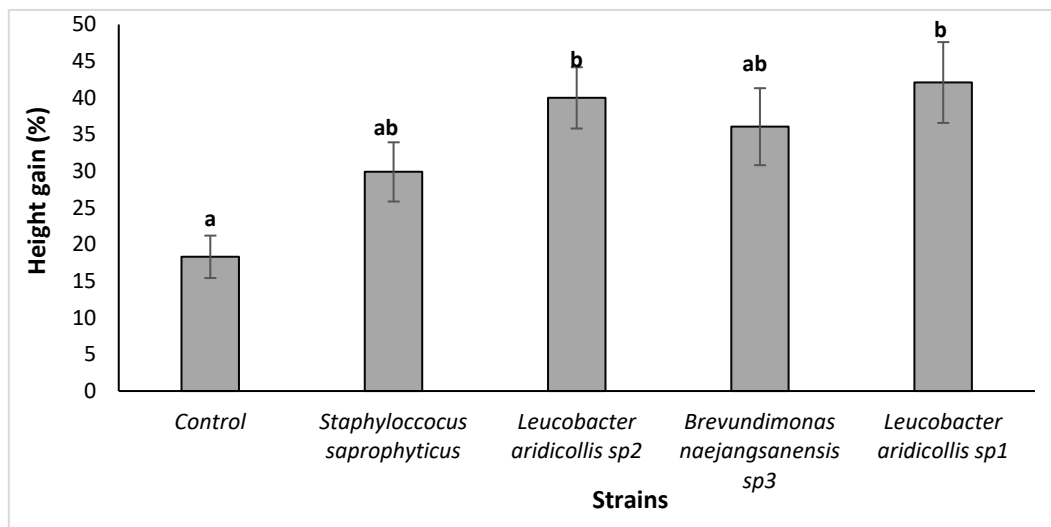 Height gain (%)
50
45
40
35
30
25
20
15
10
5
0
a
ab
b
ab
b
Control
Staphyloccocus
saprophyticus
Leucobacter
aridicollis sp2
Brevundimonas
naejangsanensis
sp3
Leucobacter
aridicollis sp1
Strains